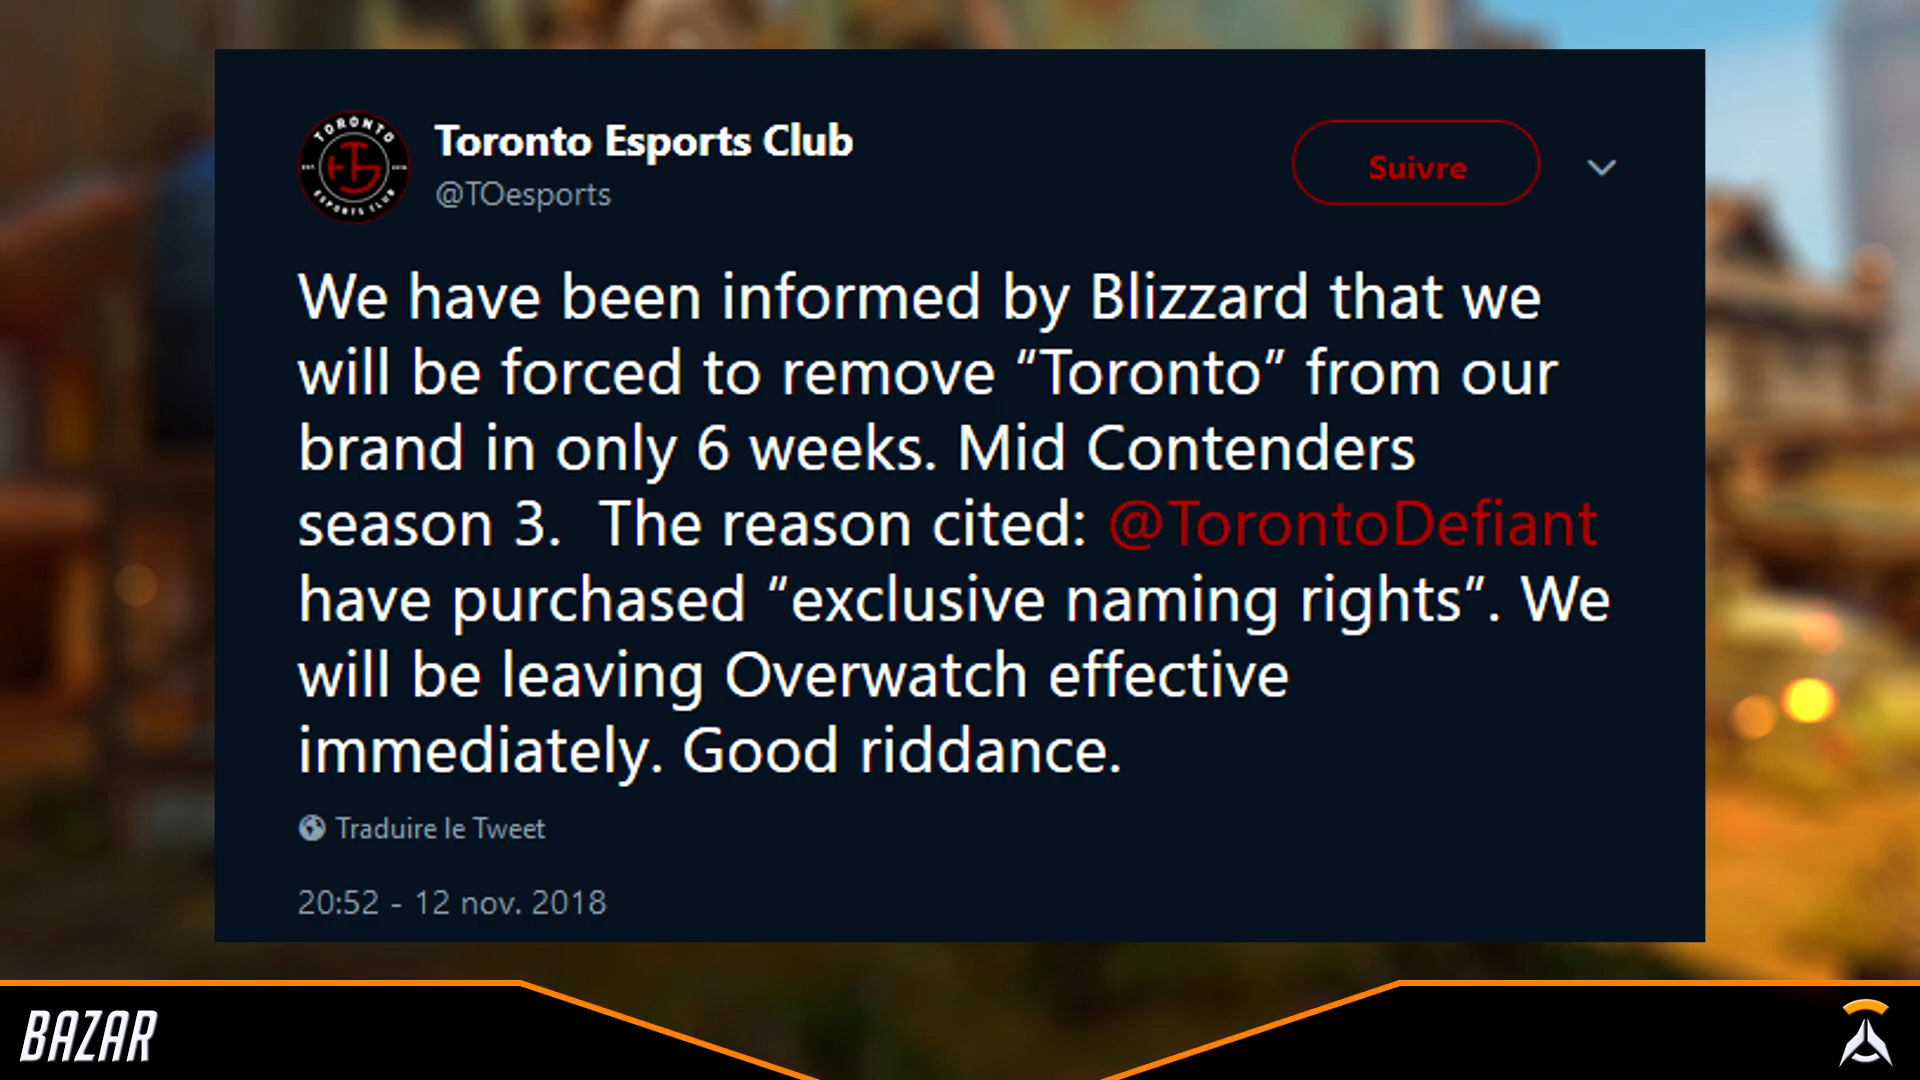 TORONTO
ESPORTS CLUB
Toronto Esports Club
@TOesports
Suivre
We have been informed by Blizzard that we
will be forced to remove “Toronto” from our
brand in only 6 weeks. Mid Contenders
season 3.  The reason cited: @TorontoDefiant
have purchased “exclusive naming rights”. We
will be leaving Overwatch effective
immediately. Good riddance.
Traduire le Tweet
20:52 - 12 nov. 2018
BAZAR